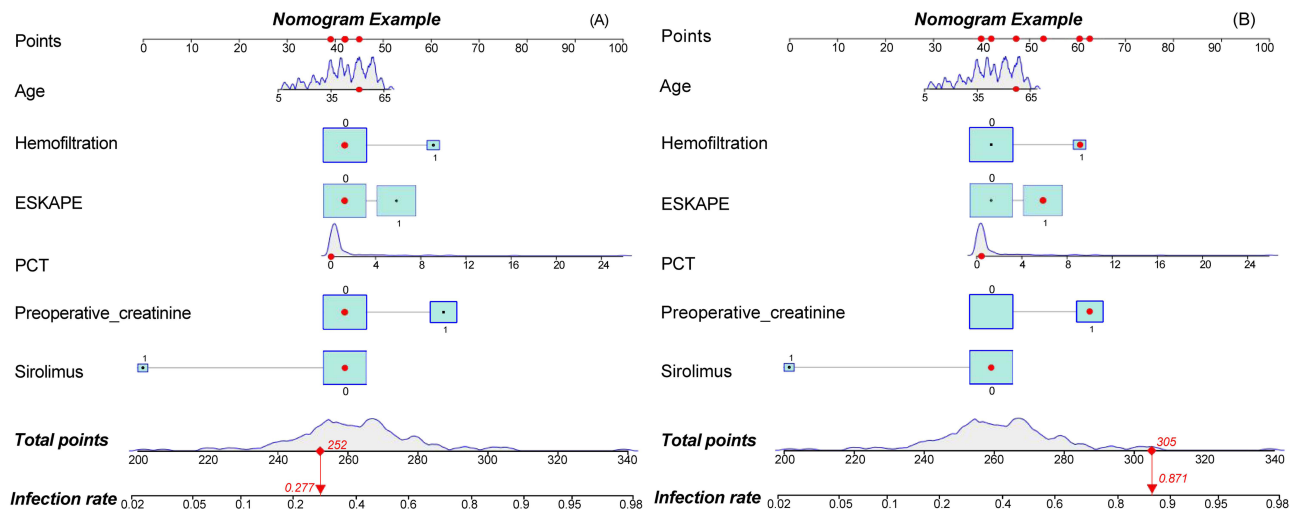 Nomogram Example (A)
Points
0 10 20 30 40 50 60 70 80 90 100
Age
5 35 65
0
Hemofiltration
1
0
ESKAPE
1
PCT
0 4 8 12 16 20 24
0
Preoperative_creatinine
1
1
Sirolimus
0
Total points
252
200 220 240 260 280 300 320 340
0.277
Infection rate
0.02 0.05 0.1 0.2 0.4 0.6 0.8 0.9 0.95 0.98
Nomogram Example (B)
Points
0 10 20 30 40 50 60 70 80 90 100
Age
5 35 65
0
Hemofiltration
1
0
ESKAPE
1
PCT
0 4 8 12 16 20 24
0
Preoperative_creatinine
1
1
Sirolimus
0
Total points
305
200 220 240 260 280 300 320 340
0.871
Infection rate
0.02 0.05 0.1 0.2 0.4 0.6 0.8 0.9 0.95 0.98